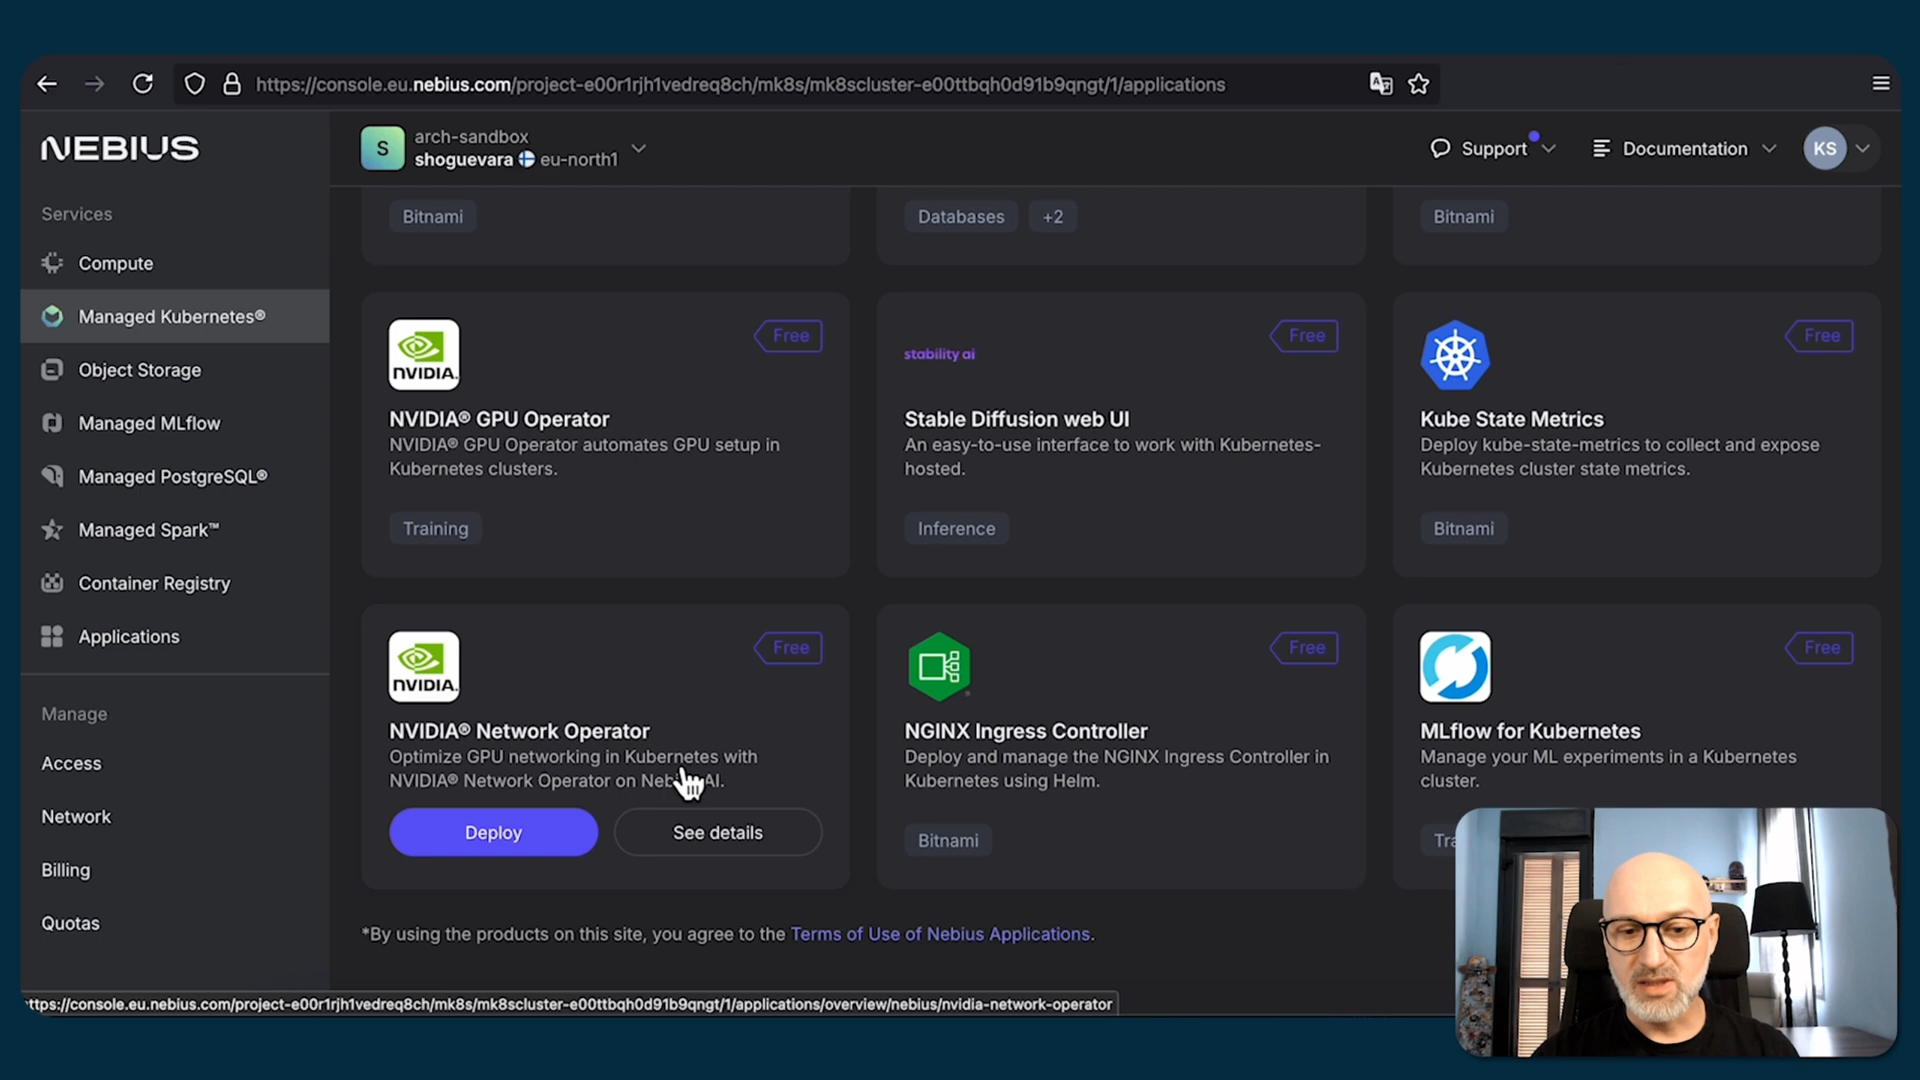 https://console.eu.nebius.com/project-e00r1rjh1vedreq8ch/mk8s/mk8scluster-e00ttbqh0d91b9qngt/1/applications
NEBIUS
S
arch-sandbox
shoguevara eu-north1
Support
Documentation
KS
Services
Compute
Managed Kubernetes®
Object Storage
Managed MLflow
Managed PostgreSQL®
Managed Spark™
Container Registry
Applications
Manage
Access
Network
Billing
Quotas
Bitnami
Databases
+2
Bitnami
NVIDIA.
Free
NVIDIA® GPU Operator
NVIDIA® GPU Operator automates GPU setup in
Kubernetes clusters.
Training
stability ai
Free
Stable Diffusion web UI
An easy-to-use interface to work with Kubernetes-
hosted.
Inference
Free
Kube State Metrics
Deploy kube-state-metrics to collect and expose
Kubernetes cluster state metrics.
Bitnami
NVIDIA.
Free
NVIDIA® Network Operator
Optimize GPU networking in Kubernetes with
NVIDIA® Network Operator on Neb AI.
Deploy
See details
Free
NGINX Ingress Controller
Deploy and manage the NGINX Ingress Controller in
Kubernetes using Helm.
Bitnami
Free
MLflow for Kubernetes
Manage your ML experiments in a Kubernetes
cluster.
Tra
*By using the products on this site, you agree to the Terms of Use of Nebius Applications.
ttps://console.eu.nebius.com/project-e00r1rjh1vedreq8ch/mk8s/mk8scluster-e00ttbqh0d91b9qngt/1/applications/overview/nebius/nvidia-network-operator